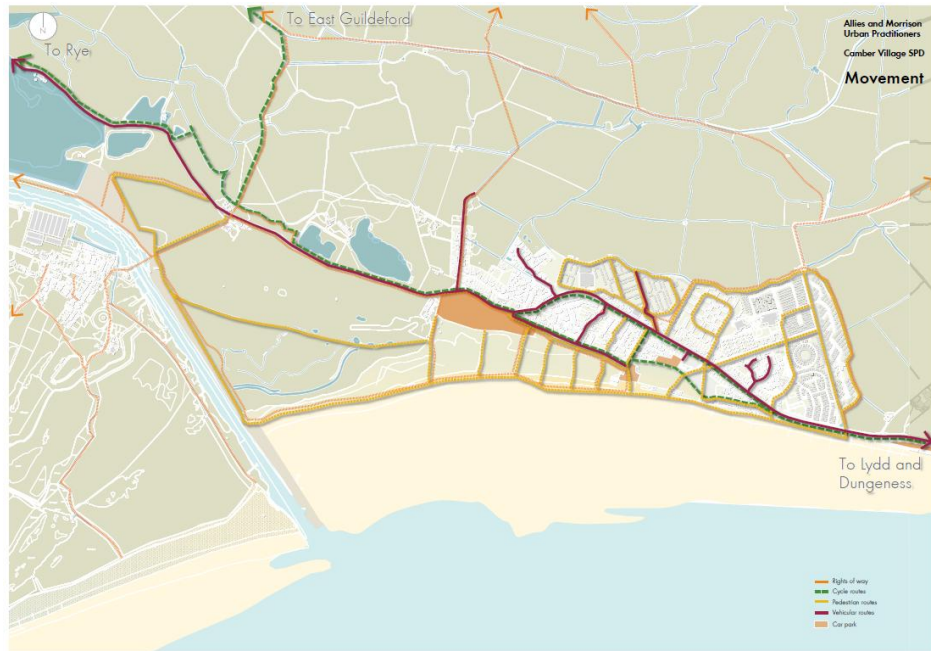 To East Guildeford
Allies and Morrison
Urban Practitioners
Camber Village SPD
Movement
N
To Rye
To Lydd and
Dungeness
Rights of way
Cycle routes
Pedestrian routes
Vehicular routes
Car park